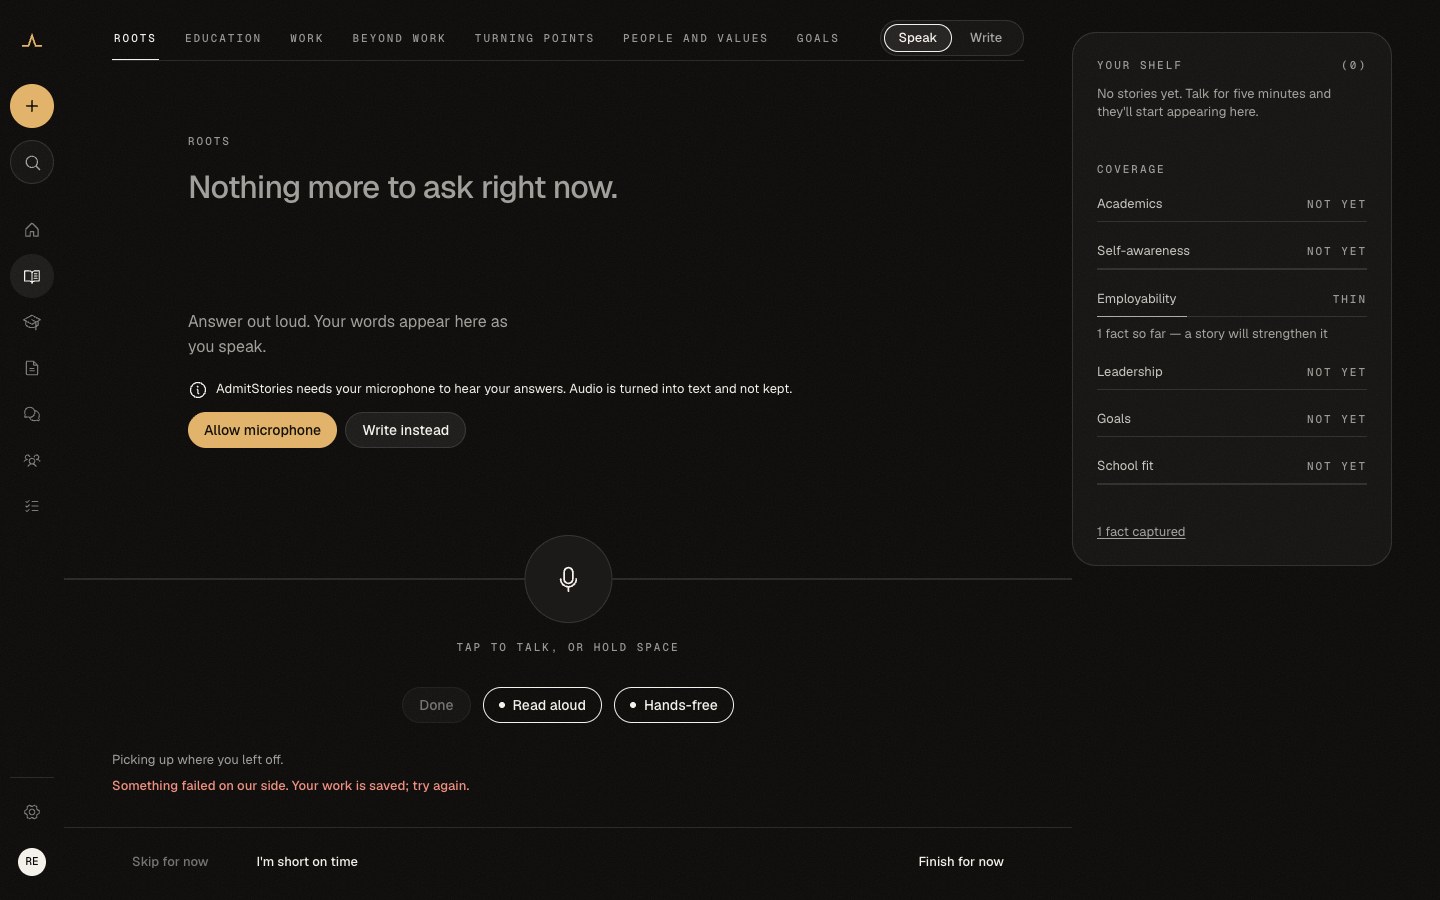 ROOTS EDUCATION WORK BEYOND WORK TURNING POINTS PEOPLE AND VALUES GOALS
Speak Write
ROOTS
Nothing more to ask right now.
Answer out loud. Your words appear here as
you speak.
AdmitStories needs your microphone to hear your answers. Audio is turned into text and not kept.
Allow microphone Write instead
TAP TO TALK, OR HOLD SPACE
Done Read aloud Hands-free
Picking up where you left off.
Something failed on our side. Your work is saved; try again.
Skip for now I'm short on time Finish for now
YOUR SHELF (0)
No stories yet. Talk for five minutes and
they'll start appearing here.
COVERAGE
Academics NOT YET
Self-awareness NOT YET
Employability THIN
1 fact so far — a story will strengthen it
Leadership NOT YET
Goals NOT YET
School fit NOT YET
1 fact captured
RE